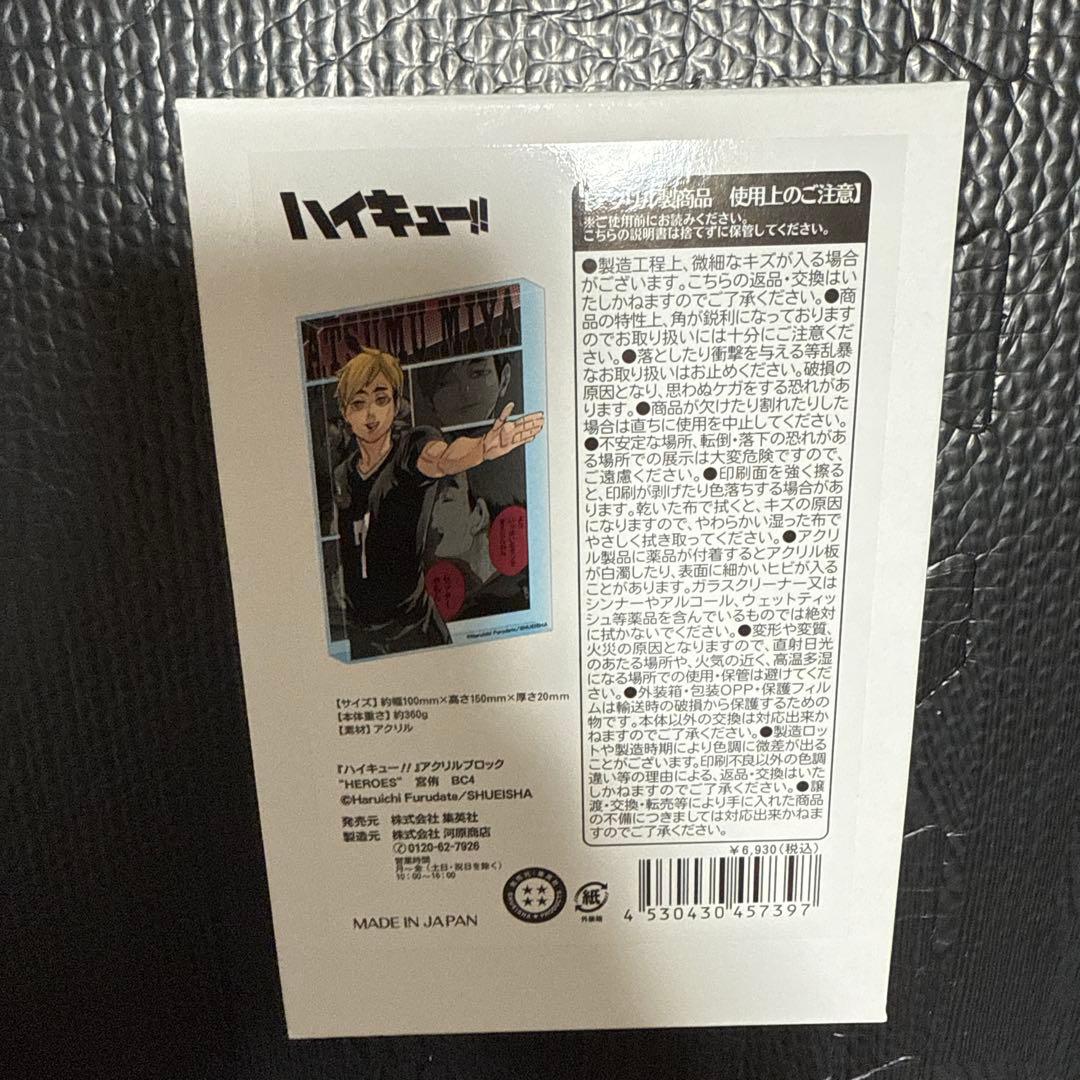 ハイキュー!!
ATSUMU MIYA
©Haruichi Furudate/SHUEISHA
【サイズ】約幅100mm×高さ150mm×厚さ20mm
【本体重さ】約360g
【素材】アクリル
『ハイキュー!!』アクリルブロック
"HEROES" 宮侑 BC4
©Haruichi Furudate/SHUEISHA
発売元 株式会社 集英社
製造元 株式会社 河原商店
0120-62-7926
営業時間
月～金(土日・祝日を除く)
10:00～16:00
MADE IN JAPAN
【アクリル製商品 使用上のご注意】
※ご使用前にお読みください。
こちらの説明書は捨てずに保管してください。
●製造工程上、微細なキズが入る場合
がございます。こちらの返品・交換はい
たしかねますのでご了承ください。●商
品の特性上、角が鋭利になっております
のでお取り扱いには十分にご注意くだ
さい。●落としたり衝撃を与える等乱暴
なお取り扱いはお止めください。破損の
原因となり、思わぬケガをする恐れがあ
ります。●商品が欠けたり割れたりした
場合は直ちに使用を中止してください。
●不安定な場所、転倒・落下の恐れがあ
る場所での展示は大変危険ですので、
ご遠慮ください。●印刷面を強く擦る
と、印刷が剥げたり色落ちする場合があ
ります。乾いた布で拭くと、キズの原因
になりますので、やわらかい湿った布で
やさしく拭き取ってください。●アクリ
ル製品に薬品が付着するとアクリル板
が白濁したり、表面に細かいヒビが入る
ことがあります。ガラスクリーナー又は
シンナーやアルコール、ウェットティッ
シュ等薬品を含んでいるものでは絶対
に拭かないでください。●変形や変質、
火災の原因となりますので、直射日光
のあたる場所や、火気の近く、高温多湿
になる場所での使用・保管は避けてくだ
さい。●外装箱・包装OPP・保護フィル
ムは輸送時の破損から保護するための
物です。本体以外の交換は対応出来か
ねますのでご了承ください。●製造ロッ
トや製造時期により色調に微差が出る
ことがございます。印刷不良以外の色調
違い等の理由による、返品・交換はいた
しかねますのでご了承ください。●譲
渡・交換・転売等により手に入れた商品
の不備につきましては対応出来かねま
すのでご了承ください。
￥6,930(税込)
紙
外装箱
4 530430 457397